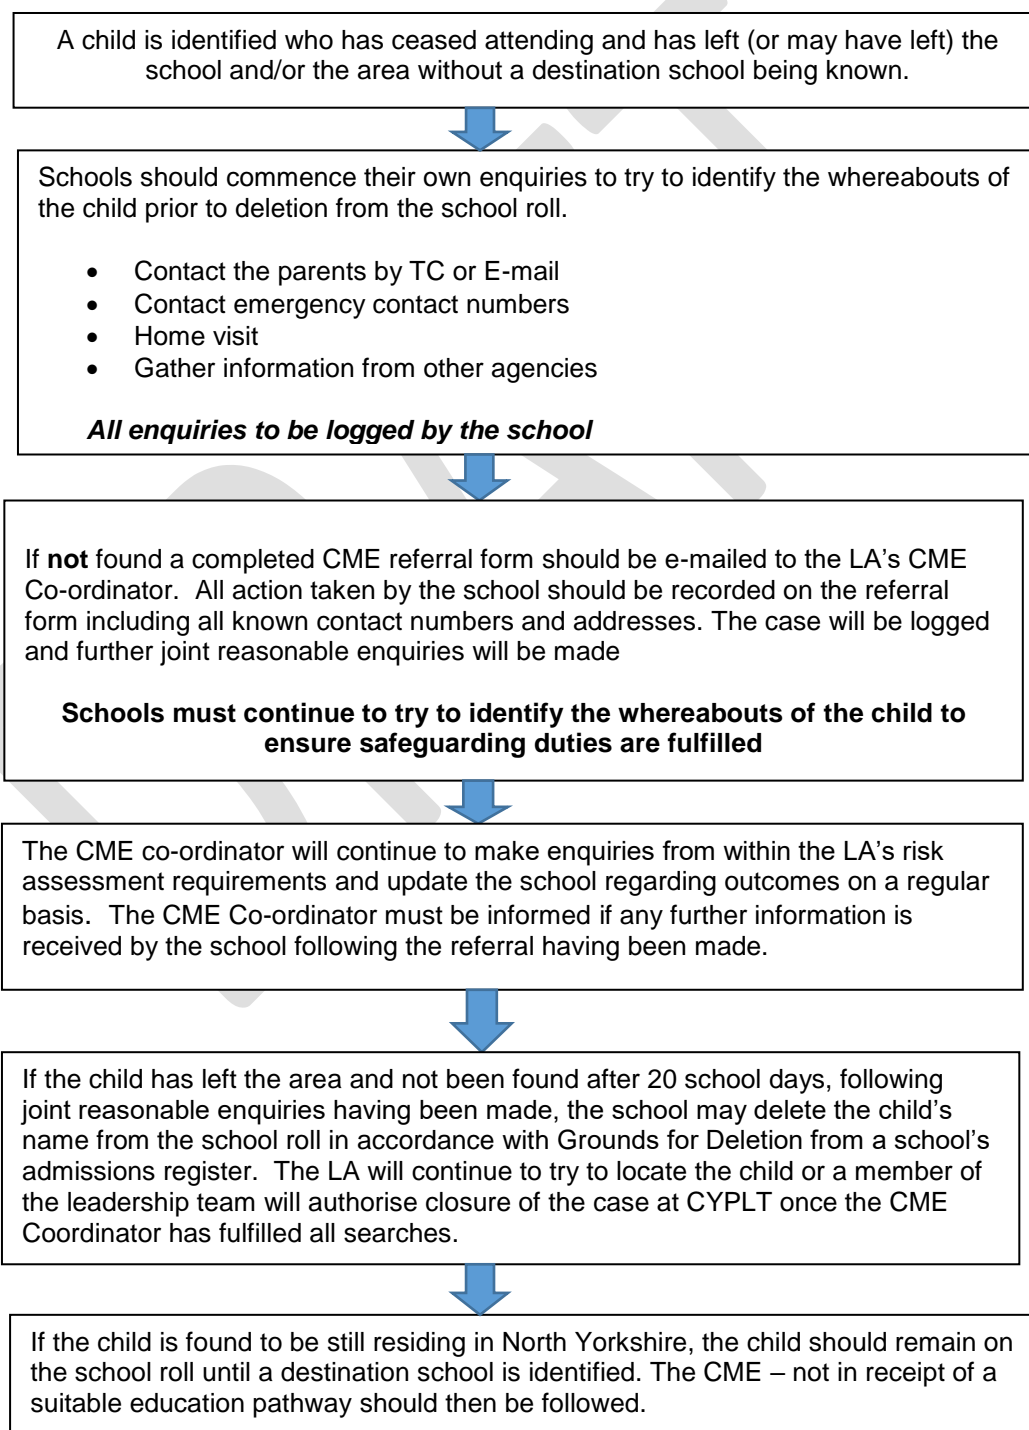 A child is identified who has ceased attending and has left (or may have left) the
school and/or the area without a destination school being known.
Schools should commence their own enquiries to try to identify the whereabouts of
the child prior to deletion from the school roll.
• Contact the parents by TC or E-mail
• Contact emergency contact numbers
• Home visit
• Gather information from other agencies
All enquiries to be logged by the school
If not found a completed CME referral form should be e-mailed to the LA's CME
Co-ordinator.  All action taken by the school should be recorded on the referral
form including all known contact numbers and addresses. The case will be logged
and further joint reasonable enquiries will be made
Schools must continue to try to identify the whereabouts of the child to
ensure safeguarding duties are fulfilled
The CME co-ordinator will continue to make enquiries from within the LA's risk
assessment requirements and update the school regarding outcomes on a regular
basis.  The CME Co-ordinator must be informed if any further information is
received by the school following the referral having been made.
If the child has left the area and not been found after 20 school days, following
joint reasonable enquiries having been made, the school may delete the child's
name from the school roll in accordance with Grounds for Deletion from a school's
admissions register.  The LA will continue to try to locate the child or a member of
the leadership team will authorise closure of the case at CYPLT once the CME
Coordinator has fulfilled all searches.
If the child is found to be still residing in North Yorkshire, the child should remain on
the school roll until a destination school is identified. The CME – not in receipt of a
suitable education pathway should then be followed.